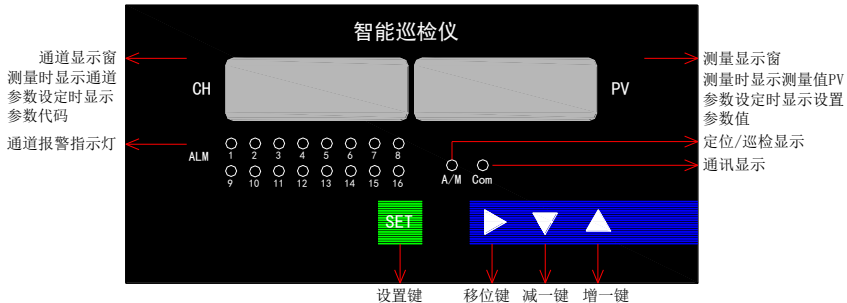 智能巡检仪
通道显示窗
测量时显示通道
参数设定时显示
参数代码
CH
PV
测量显示窗
测量时显示测量值PV
参数设定时显示设置
参数值
通道报警指示灯
ALM
1 2 3 4 5 6 7 8
9 10 11 12 13 14 15 16
A/M Com
定位/巡检显示
通讯显示
SET
设置键 移位键 减一键 增一键